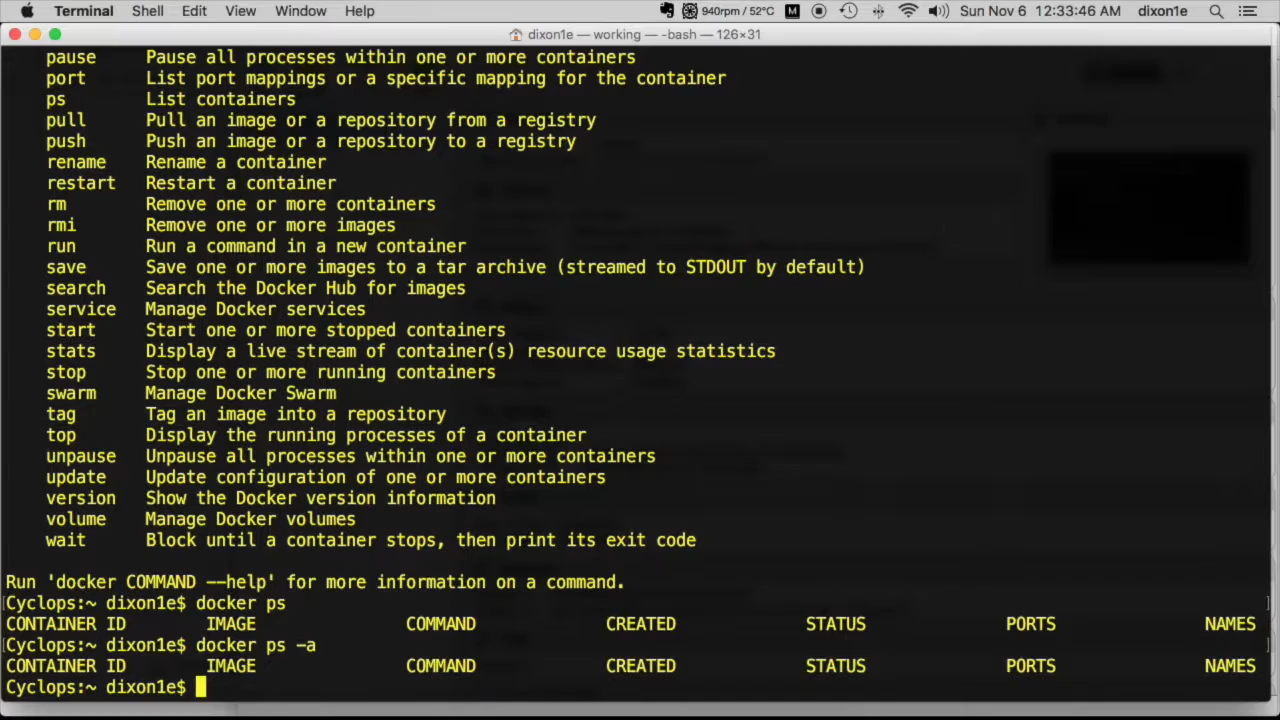 Terminal Shell Edit View Window Help 940rpm / 52°C M Sun Nov 6 12:33:46 AM dixon1e
dixon1e — working — -bash — 126×31
pause Pause all processes within one or more containers
port List port mappings or a specific mapping for the container
ps List containers
pull Pull an image or a repository from a registry
push Push an image or a repository to a registry
rename Rename a container
restart Restart a container
rm Remove one or more containers
rmi Remove one or more images
run Run a command in a new container
save Save one or more images to a tar archive (streamed to STDOUT by default)
search Search the Docker Hub for images
service Manage Docker services
start Start one or more stopped containers
stats Display a live stream of container(s) resource usage statistics
stop Stop one or more running containers
swarm Manage Docker Swarm
tag Tag an image into a repository
top Display the running processes of a container
unpause Unpause all processes within one or more containers
update Update configuration of one or more containers
version Show the Docker version information
volume Manage Docker volumes
wait Block until a container stops, then print its exit code
Run 'docker COMMAND --help' for more information on a command.
[Cyclops:~ dixon1e$ docker ps ]
CONTAINER ID IMAGE COMMAND CREATED STATUS PORTS NAMES
[Cyclops:~ dixon1e$ docker ps -a ]
CONTAINER ID IMAGE COMMAND CREATED STATUS PORTS NAMES
Cyclops:~ dixon1e$